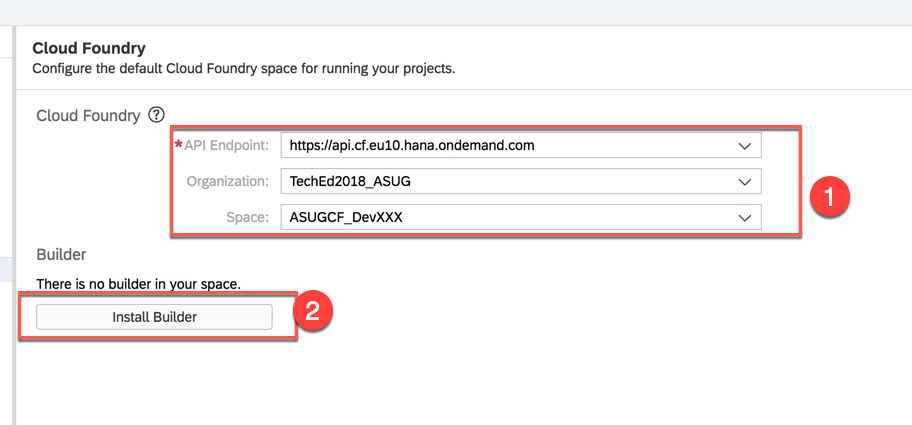 Cloud Foundry
Configure the default Cloud Foundry space for running your projects.
Cloud Foundry ?
*API Endpoint: https://api.cf.eu10.hana.ondemand.com
Organization: TechEd2018_ASUG
1
Space: ASUGCF_DevXXX
Builder
There is no builder in your space.
Install Builder
2